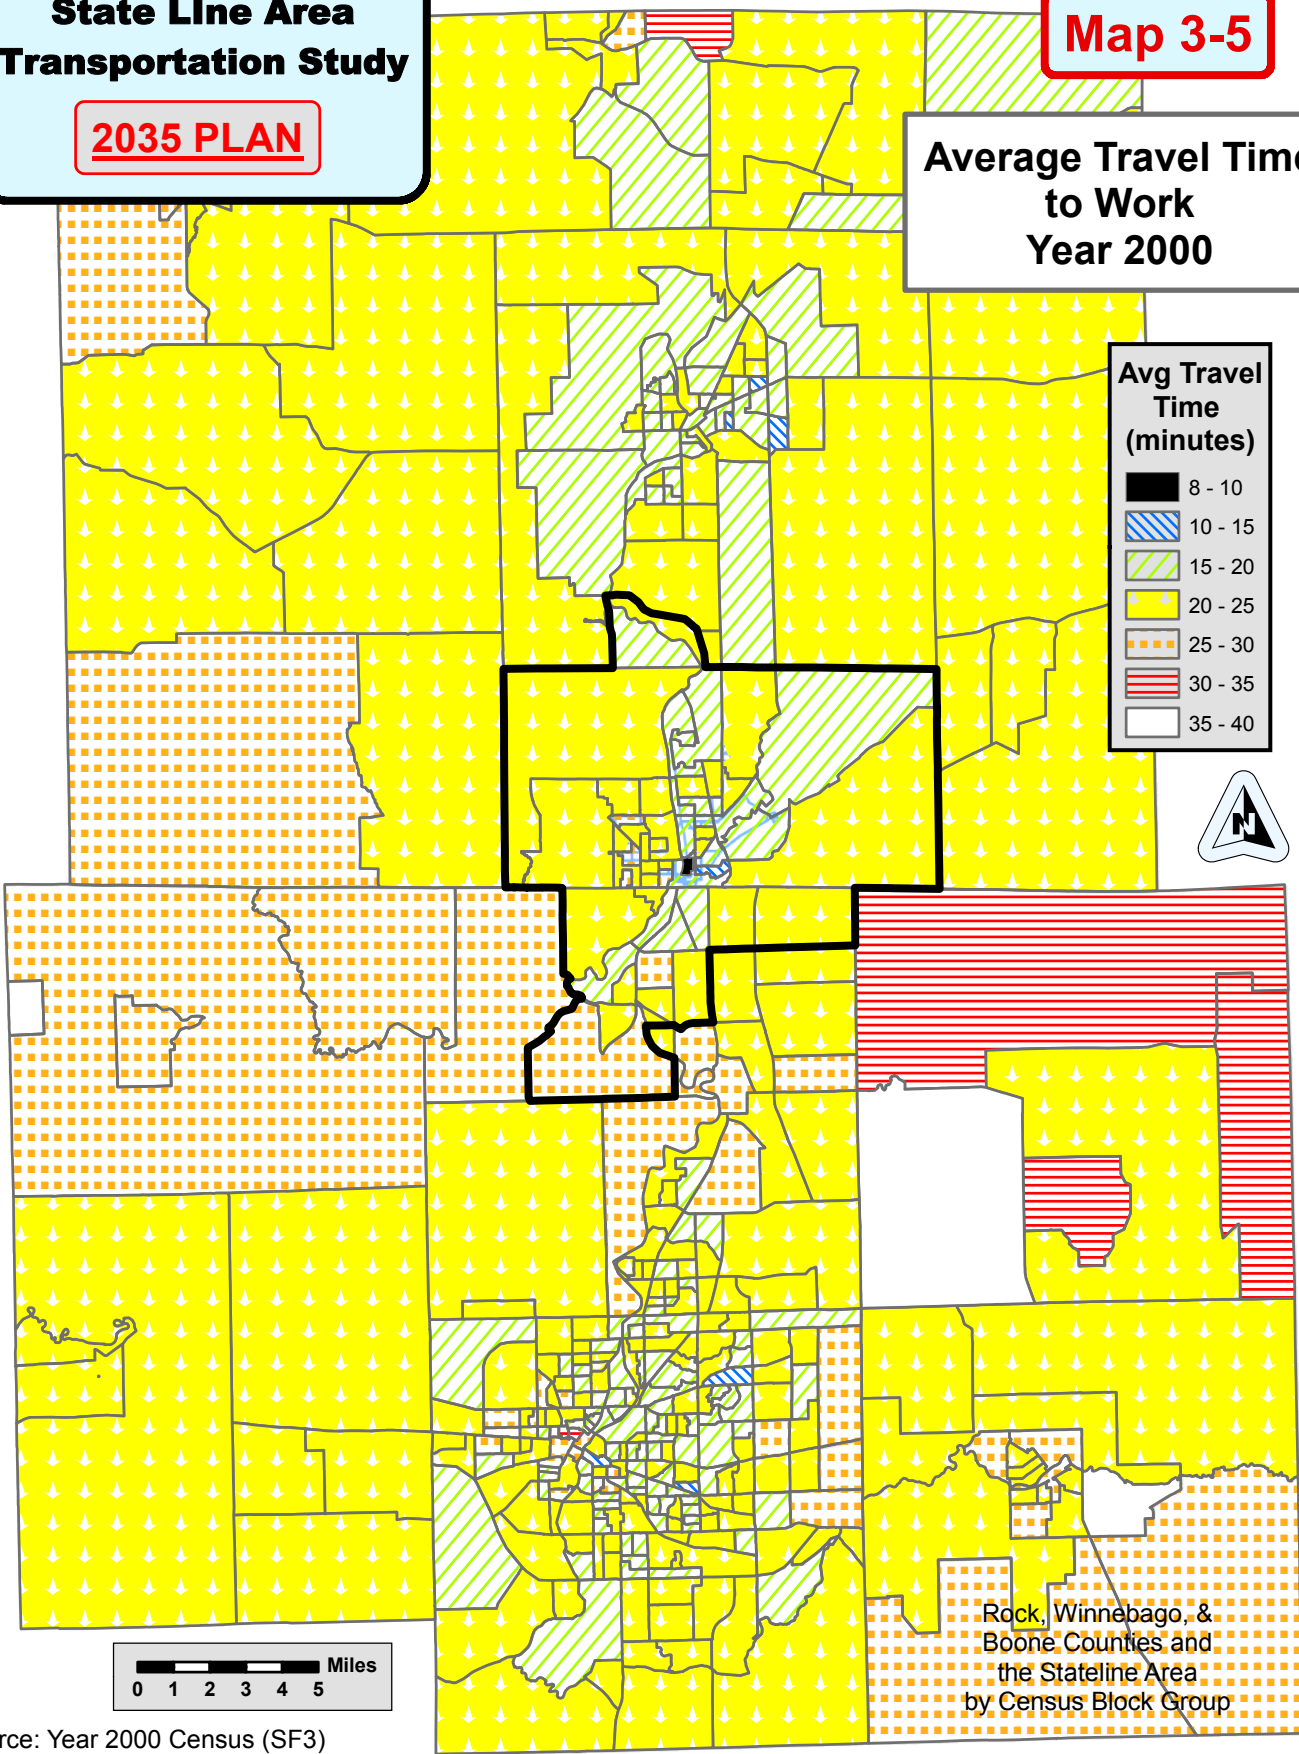 State LIne Area
Transportation Study
2035 PLAN
Map 3-5
Average Travel Time
to Work
Year 2000
Avg Travel
Time
(minutes)
8 - 10
10 - 15
15 - 20
20 - 25
25 - 30
30 - 35
35 - 40
N
Rock, Winnebago, &
Boone Counties and
the Stateline Area
by Census Block Group
Miles
0 1 2 3 4 5
rce: Year 2000 Census (SF3)